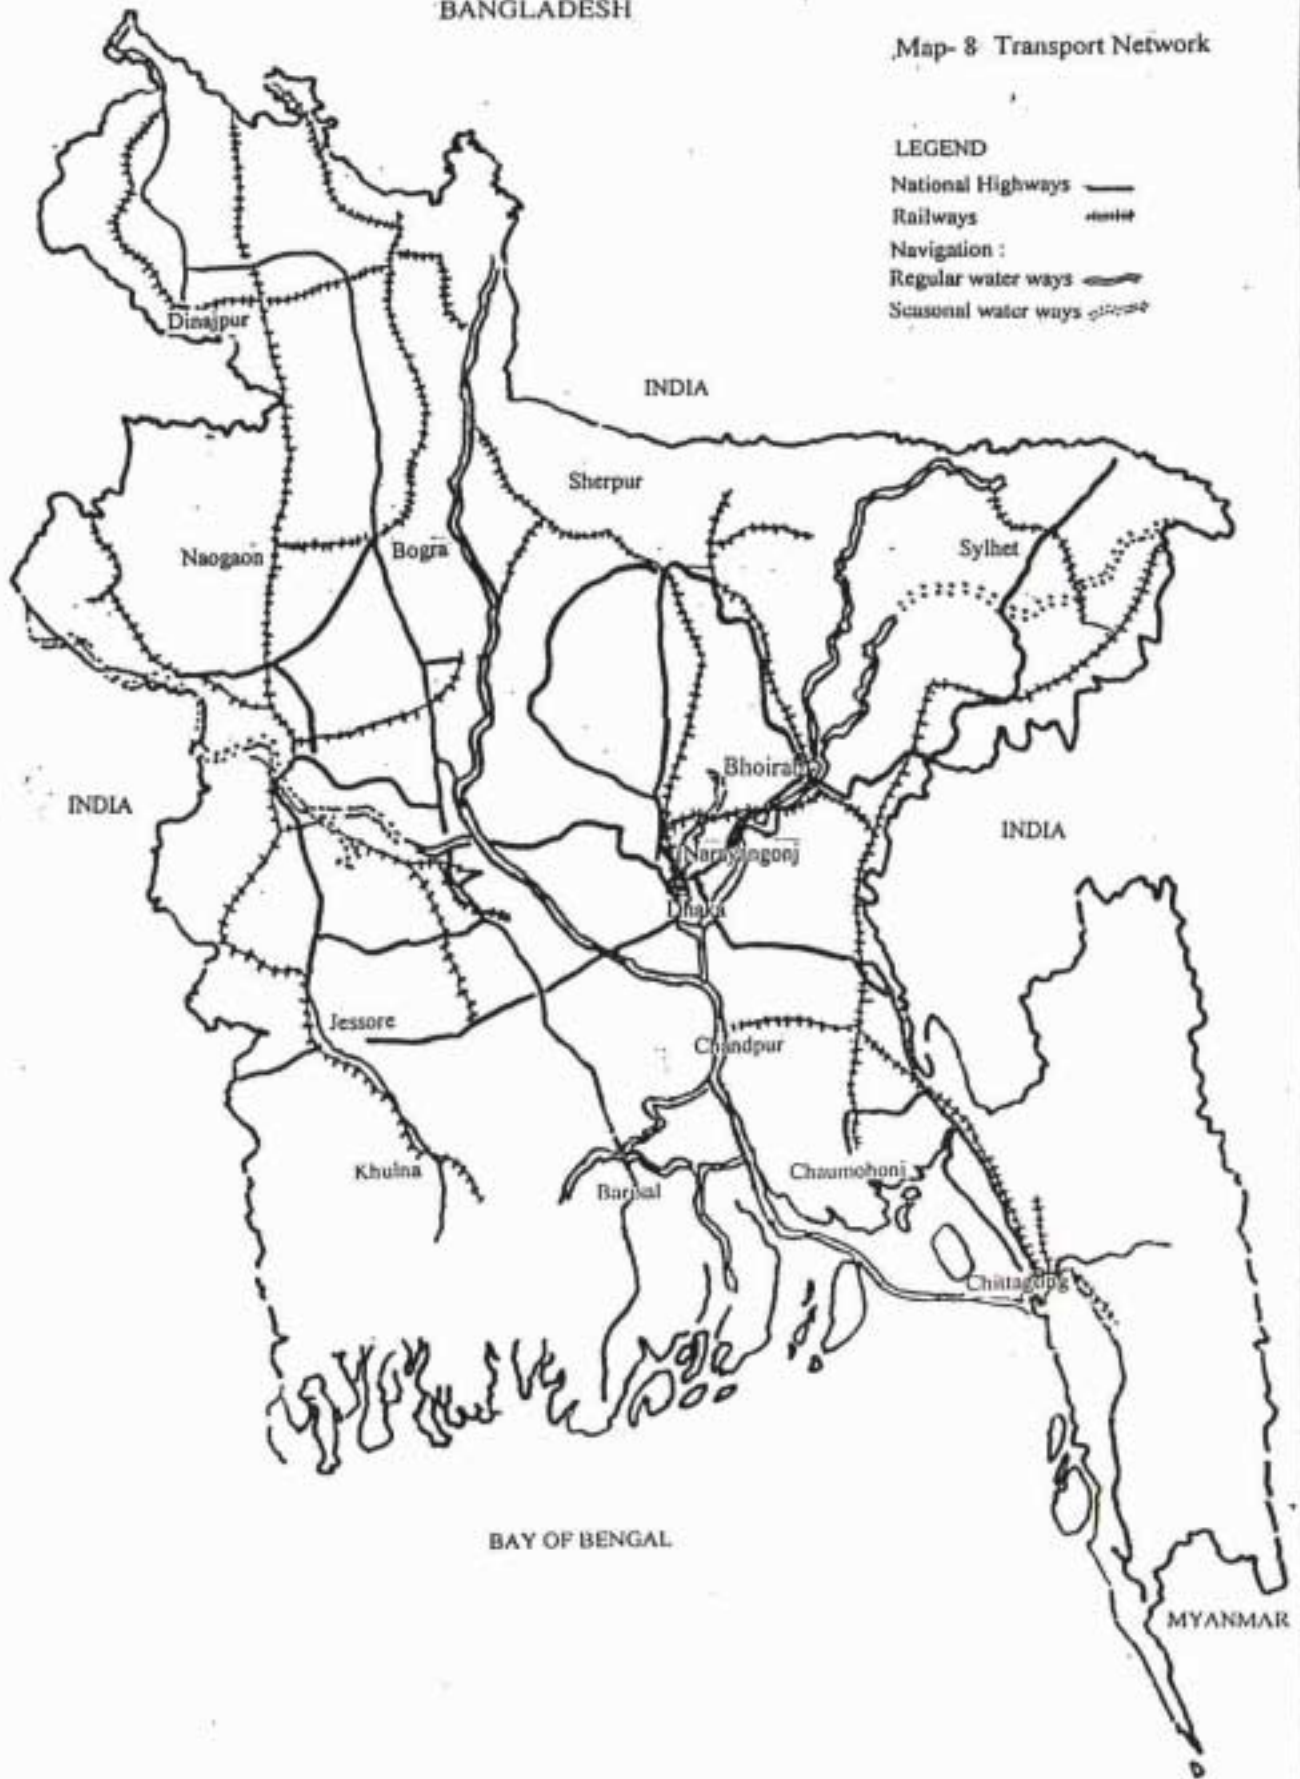 BANGLADESH
Map- 8 Transport Network
LEGEND
National Highways
Railways
Navigation :
Regular water ways
Seasonal water ways
Dinajpur
INDIA
Sherpur
Naogaon
Bogra
Sylhet
Bhoirab
INDIA
INDIA
Narayangonj
Dhaka
Jessore
Chandpur
Khulna
Chaumohonj
Barisal
Chittagong
BAY OF BENGAL
MYANMAR